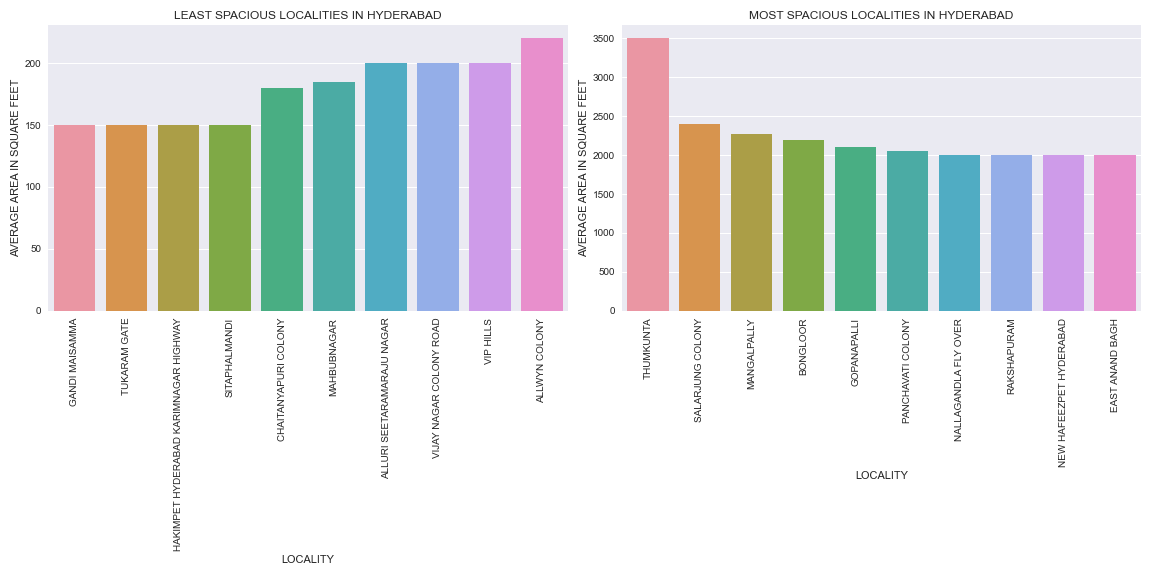 LEAST SPACIOUS LOCALITIES IN HYDERABAD
AVERAGE AREA IN SQUARE FEET
200
150
100
50
0
GANDI MAISAMMA
TUKARAM GATE
HAKIMPET HYDERABAD KARIMNAGAR HIGHWAY
SITAPHALMANDI
CHAITANYAPURI COLONY
MAHBUBNAGAR
ALLURI SEETARAMARAJU NAGAR
VIJAY NAGAR COLONY ROAD
VIP HILLS
ALLWYN COLONY
LOCALITY
MOST SPACIOUS LOCALITIES IN HYDERABAD
AVERAGE AREA IN SQUARE FEET
3500
3000
2500
2000
1500
1000
500
0
THUMKUNTA
SALARJUNG COLONY
MANGALPALLY
BONGLOOR
GOPANAPALLI
PANCHAVATI COLONY
NALLAGANDLA FLY OVER
RAKSHAPURAM
NEW HAFEEZPET HYDERABAD
EAST ANAND BAGH
LOCALITY